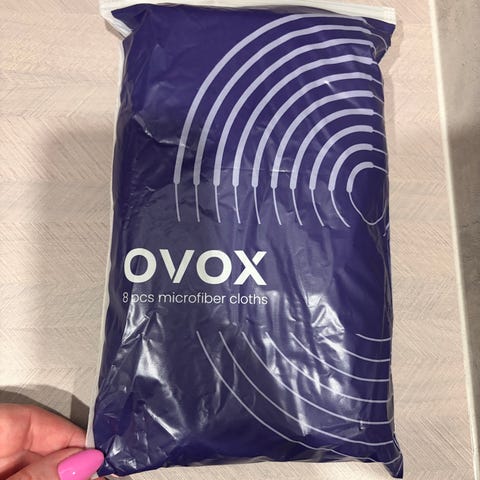 OVOX
8 pcs microfiber cloths